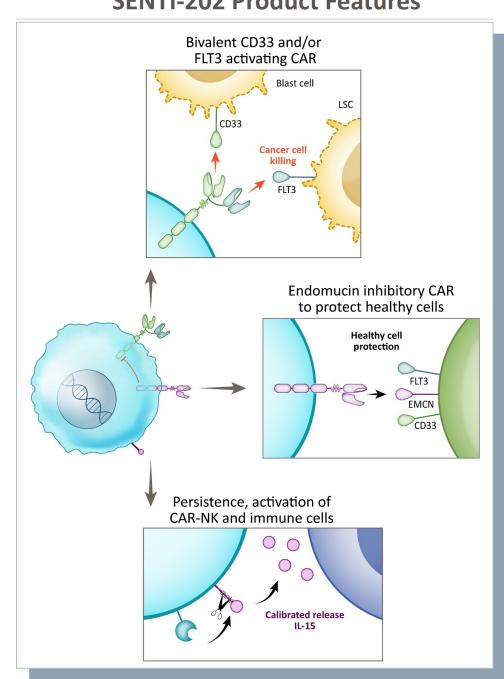 SENTI-202 Product Features
Bivalent CD33 and/or
FLT3 activating CAR
Blast cell
LSC
CD33
Cancer cell
killing
FLT3
Endomucin inhibitory CAR
to protect healthy cells
Healthy cell
protection
FLT3
EMCN
CD33
Persistence, activation of
CAR-NK and immune cells
Calibrated release
IL-15